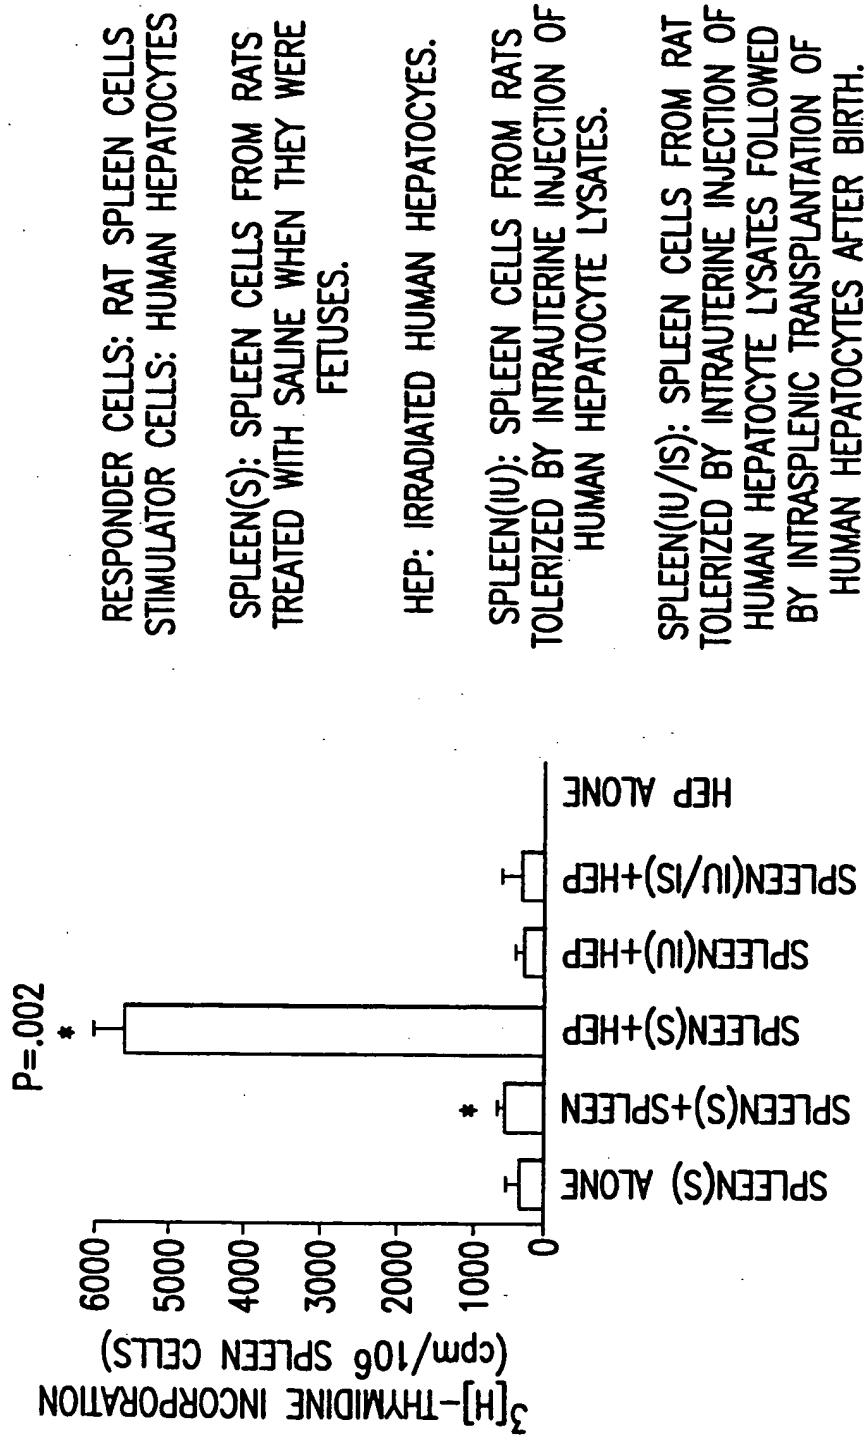 P=.002
*
*
3[H]-THYMIDINE INCORPORATION
(cpm/10⁶ SPLEEN CELLS)
6000
5000
4000
3000
2000
1000
0
SPLEEN(S) ALONE
SPLEEN(S)+SPLEEN
SPLEEN(S)+HEP
SPLEEN(IU)+HEP
SPLEEN(IU/IS)+HEP
HEP ALONE
RESPONDER CELLS: RAT SPLEEN CELLS
STIMULATOR CELLS: HUMAN HEPATOCYTES
SPLEEN(S): SPLEEN CELLS FROM RATS
TREATED WITH SALINE WHEN THEY WERE
FETUSES.
HEP: IRRADIATED HUMAN HEPATOCYES.
SPLEEN(IU): SPLEEN CELLS FROM RATS
TOLERIZED BY INTRAUTERINE INJECTION OF
HUMAN HEPATOCYTE LYSATES.
SPLEEN(IU/IS): SPLEEN CELLS FROM RAT
TOLERIZED BY INTRAUTERINE INJECTION OF
HUMAN HEPATOCYTE LYSATES FOLLOWED
BY INTRASPLENIC TRANSPLANTATION OF
HUMAN HEPATOCYTES AFTER BIRTH.